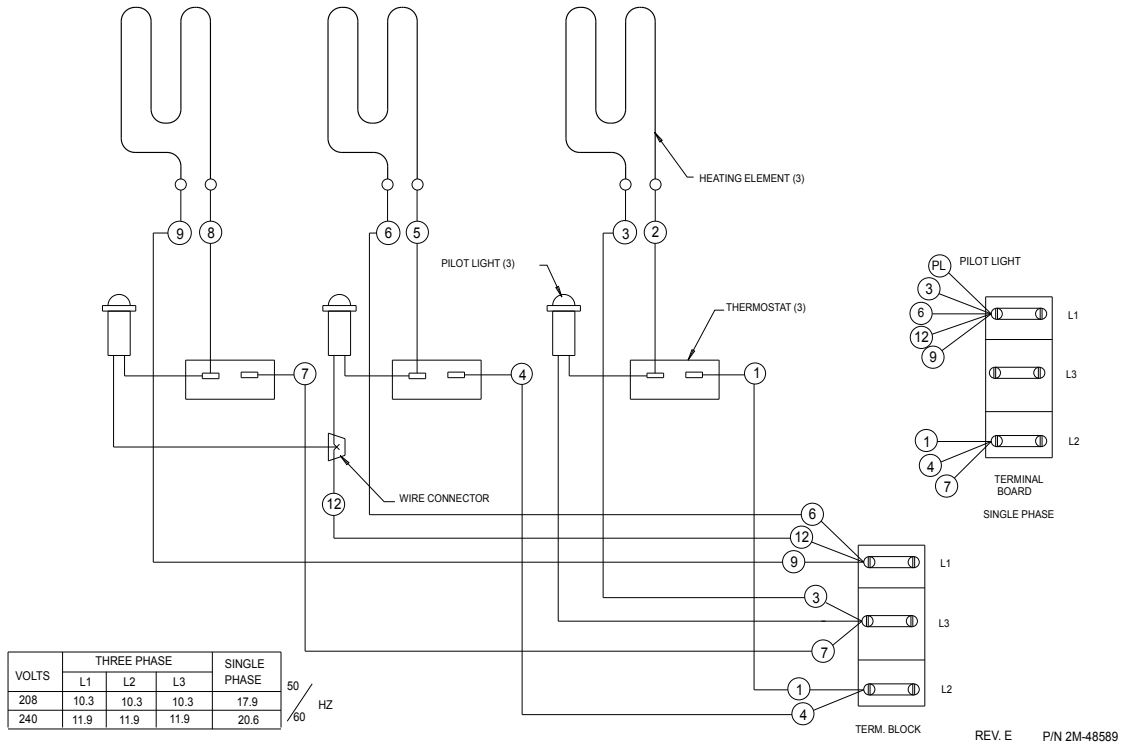 HEATING ELEMENT (3)
9
8
6
5
3
2
PILOT LIGHT (3)
THERMOSTAT (3)
7
4
1
WIRE CONNECTOR
12
PL
PILOT LIGHT
3
6
12
9
L1
L3
1
4
7
L2
TERMINAL
BOARD
SINGLE PHASE
6
12
9
L1
3
L3
7
1
L2
4
TERM. BLOCK
VOLTS THREE PHASE SINGLE
PHASE
L1 L2 L3
208 10.3 10.3 10.3 17.9
240 11.9 11.9 11.9 20.6
50/60 HZ
REV. E P/N 2M-48589